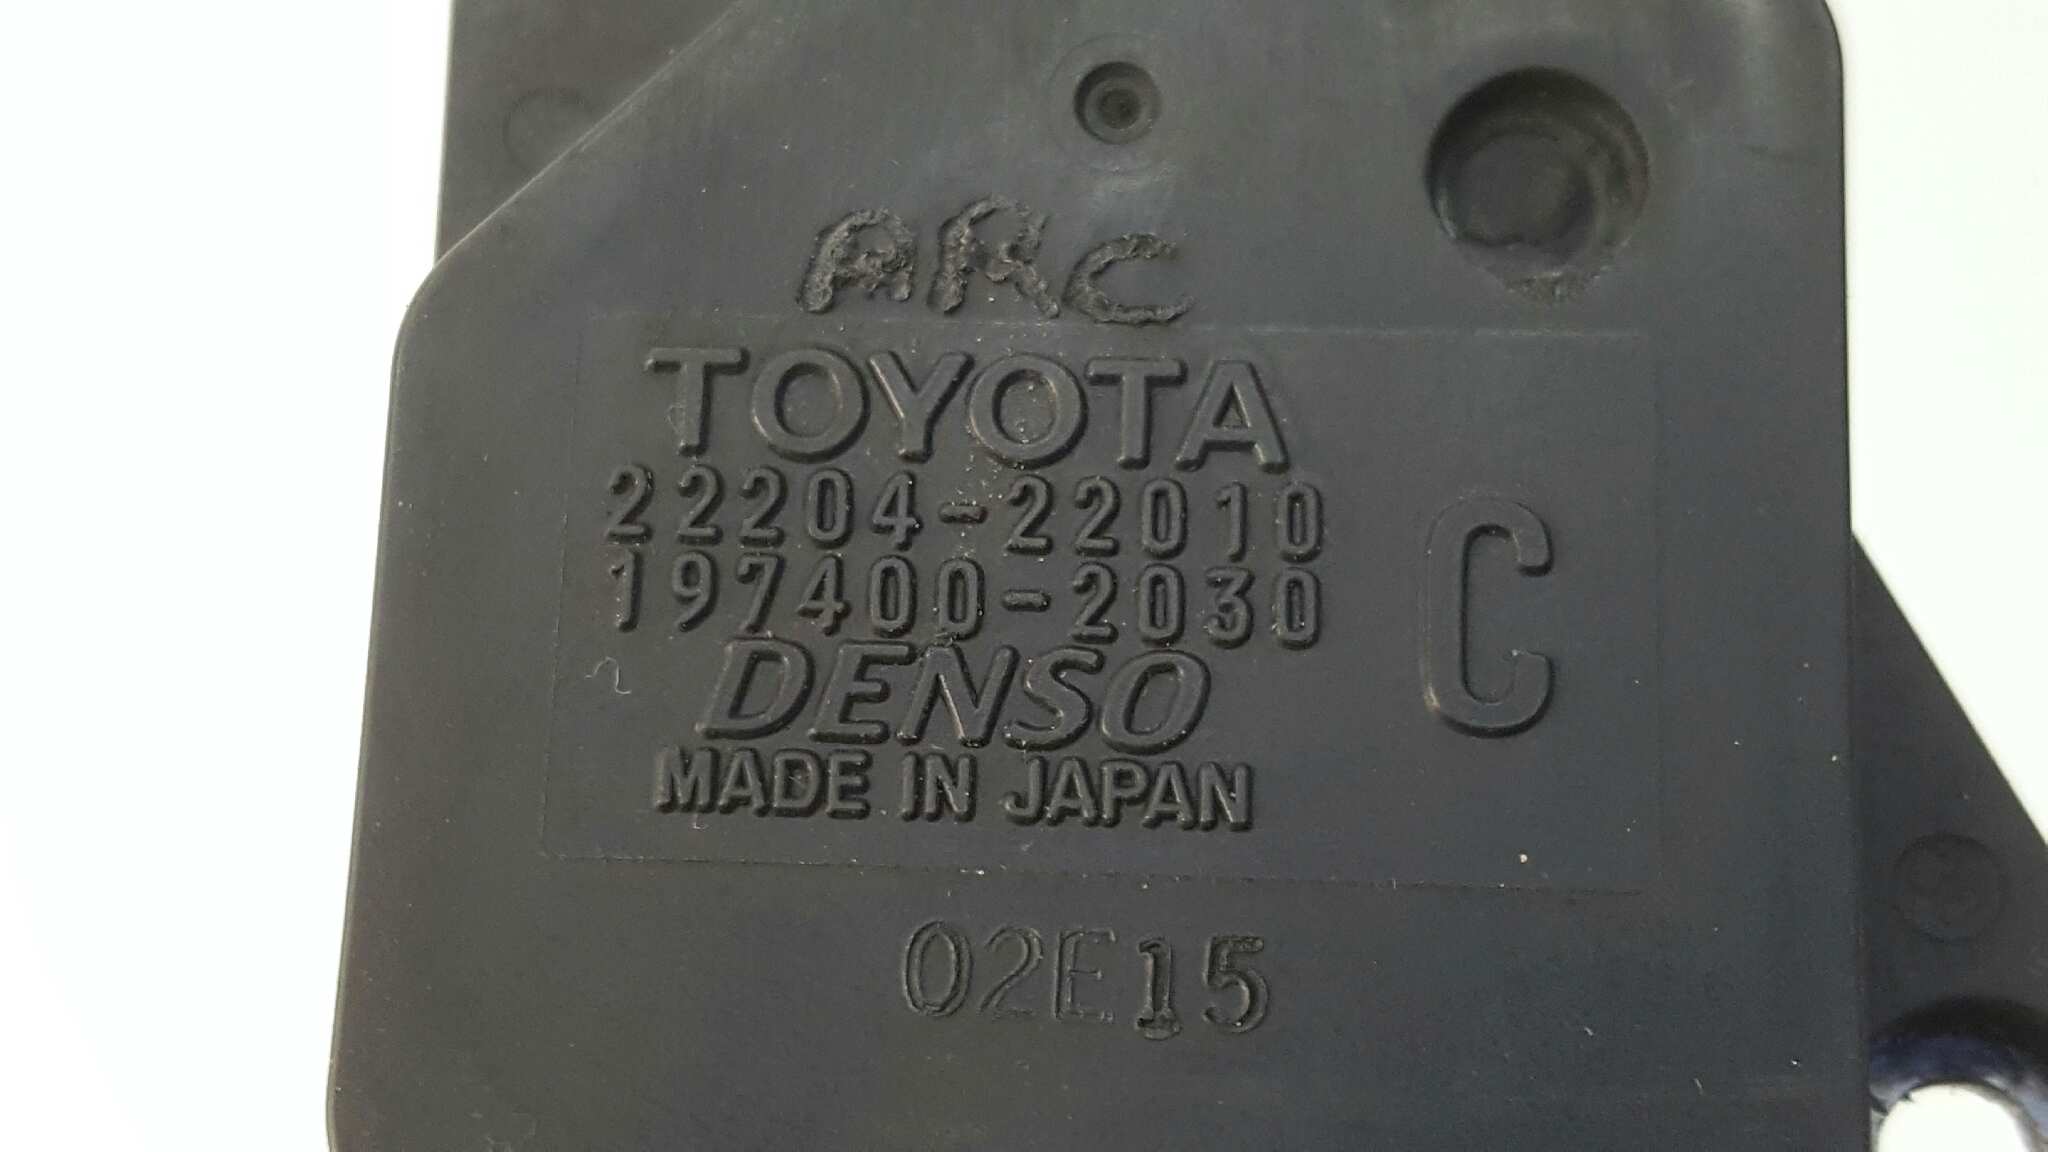 ARC
TOYOTA
22204-22010
197400-2030
C
DENSO
MADE IN JAPAN
02E15